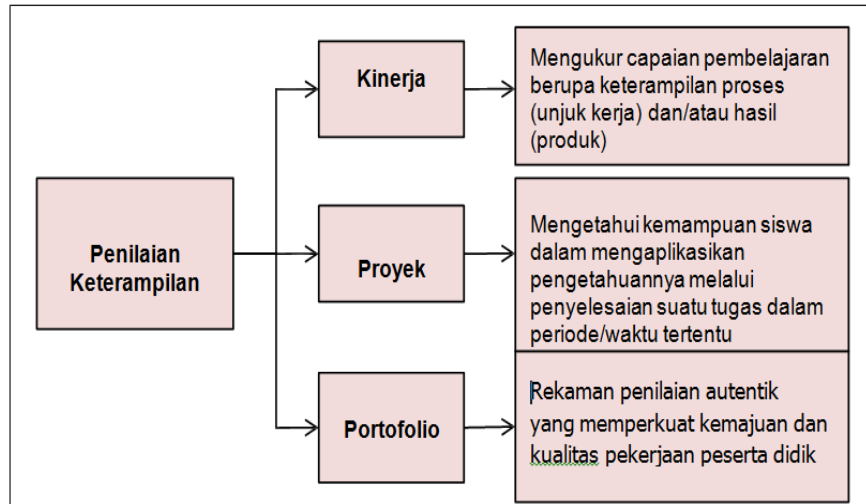 Kinerja
Mengukur capaian pembelajaran
berupa keterampilan proses
(unjuk kerja) dan/atau hasil
(produk)
Penilaian
Keterampilan
Proyek
Mengetahui kemampuan siswa
dalam mengaplikasikan
pengetahuannya melalui
penyelesaian suatu tugas dalam
periode/waktu tertentu
Portofolio
Rekaman penilaian autentik
yang memperkuat kemajuan dan
kualitas pekerjaan peserta didik